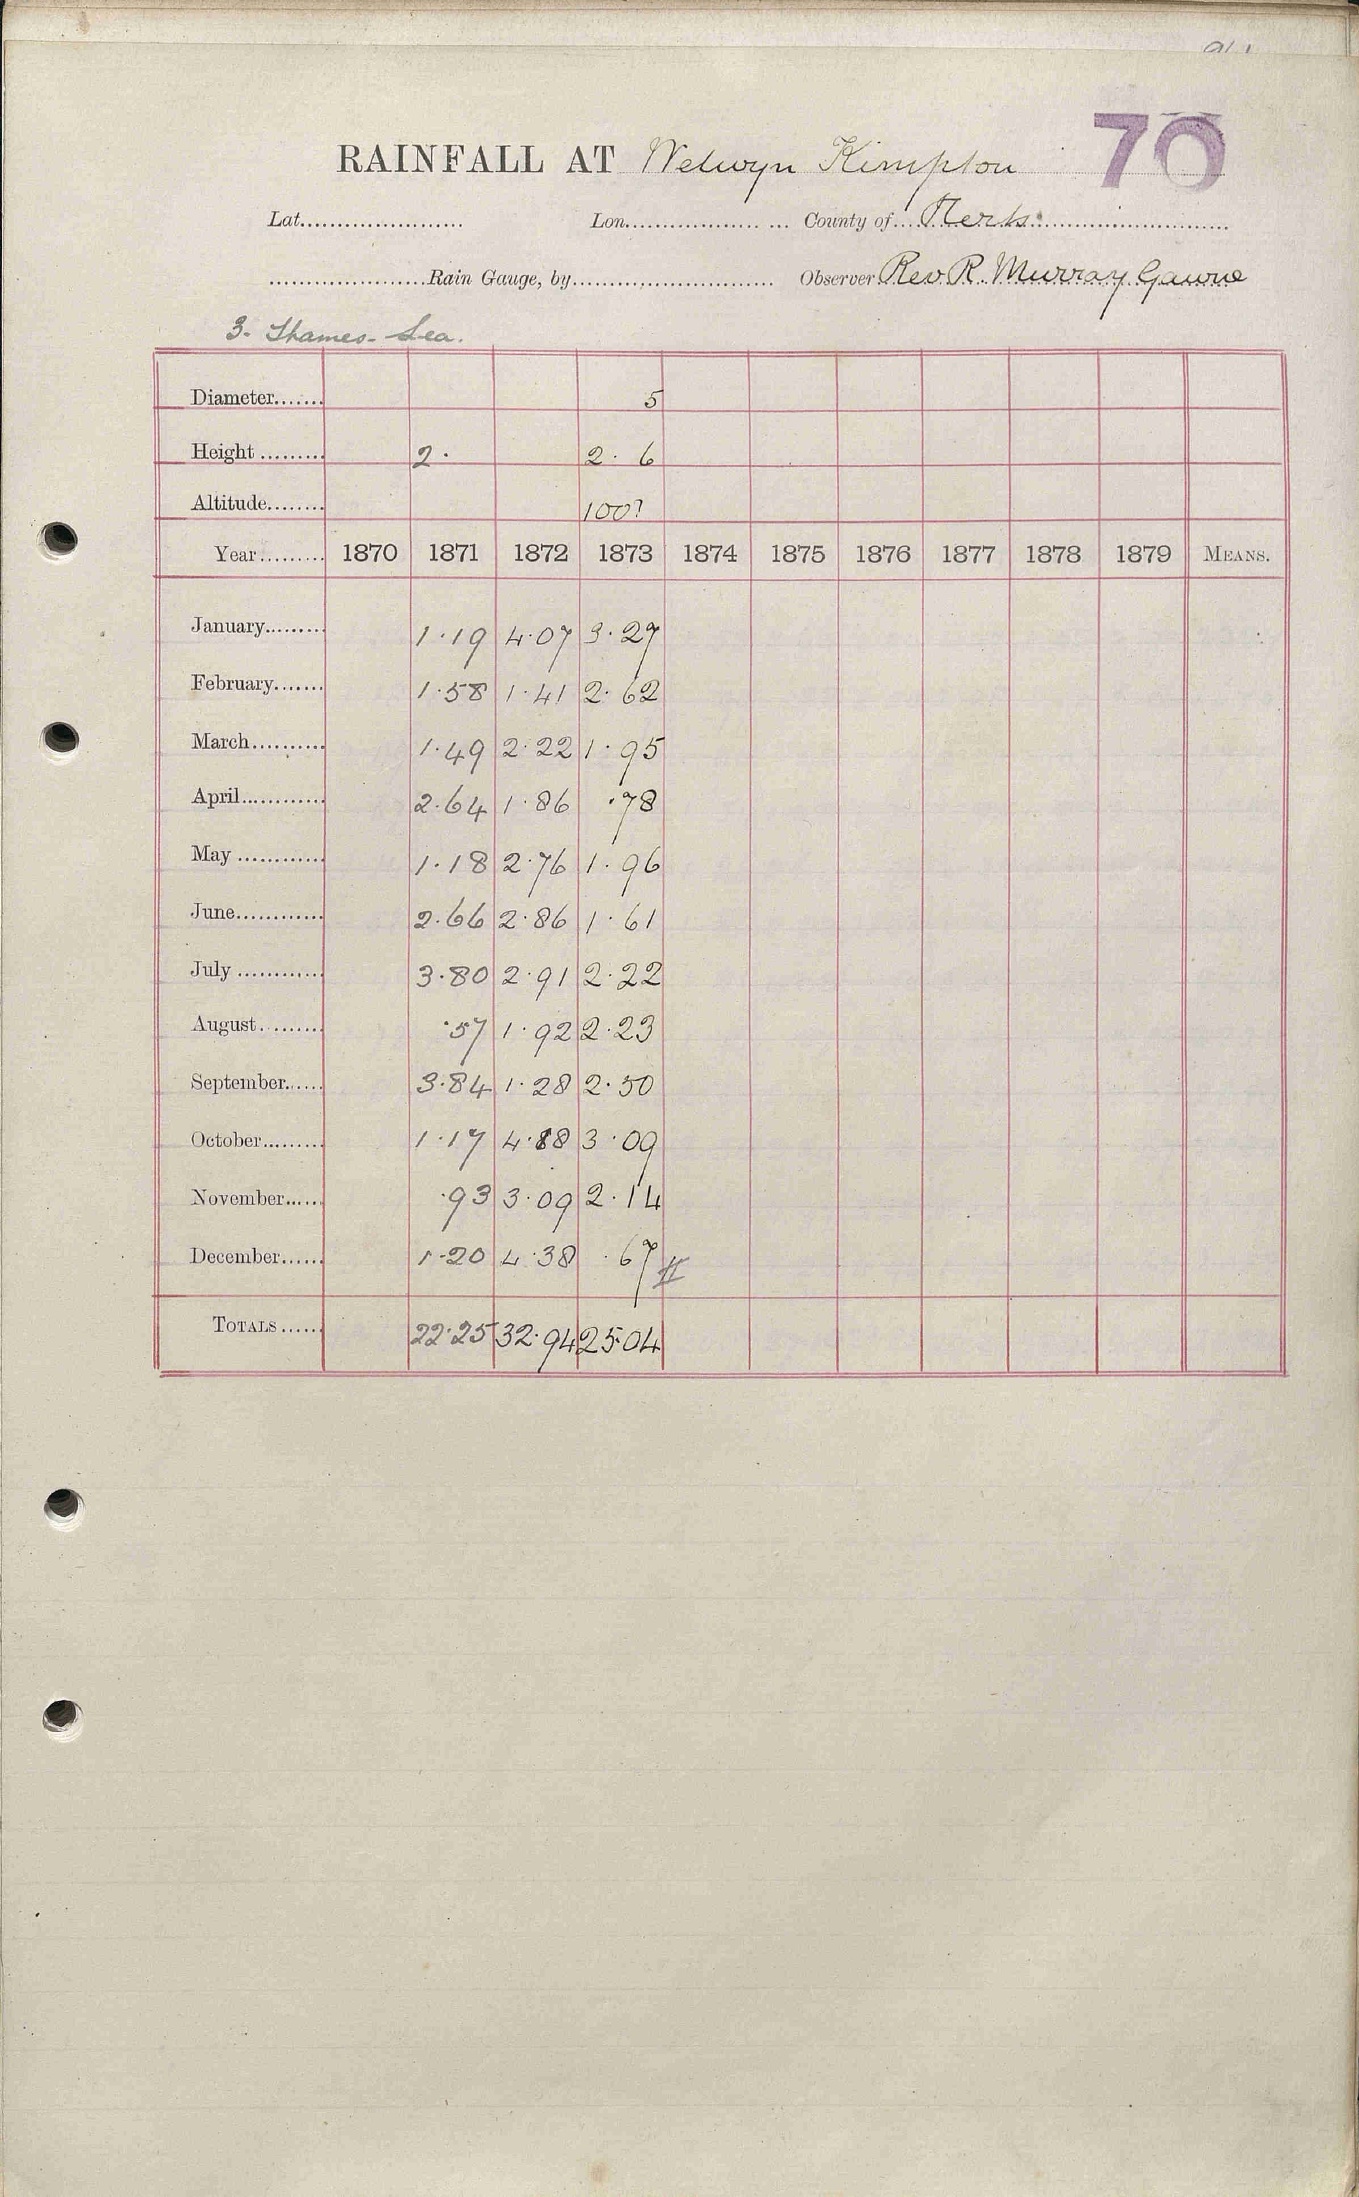 70
RAINFALL AT Welwyn Kimpton
Lat. Lon. County of Herts.
Rain Gauge, by Observer Rev R. Murray Gawne
3. Thames-Lea.
Diameter 5
Height 2· 2· 6
Altitude 100?
Year 1870 1871 1872 1873 1874 1875 1876 1877 1878 1879 MEANS.
January 1·19 4·07 3·27
February 1·58 1·41 2·62
March 1·49 2·22 1·95
April 2·64 1·86 ·78
May 1·18 2·76 1·96
June 2·66 2·86 1·61
July 3·80 2·91 2·22
August ·57 1·92 2·23
September 3·84 1·28 2·50
October 1·17 4·18 3·09
November ·93 3·09 2·14
December 1·20 4·38 ·67
TOTALS 22·25 32·94 25·04